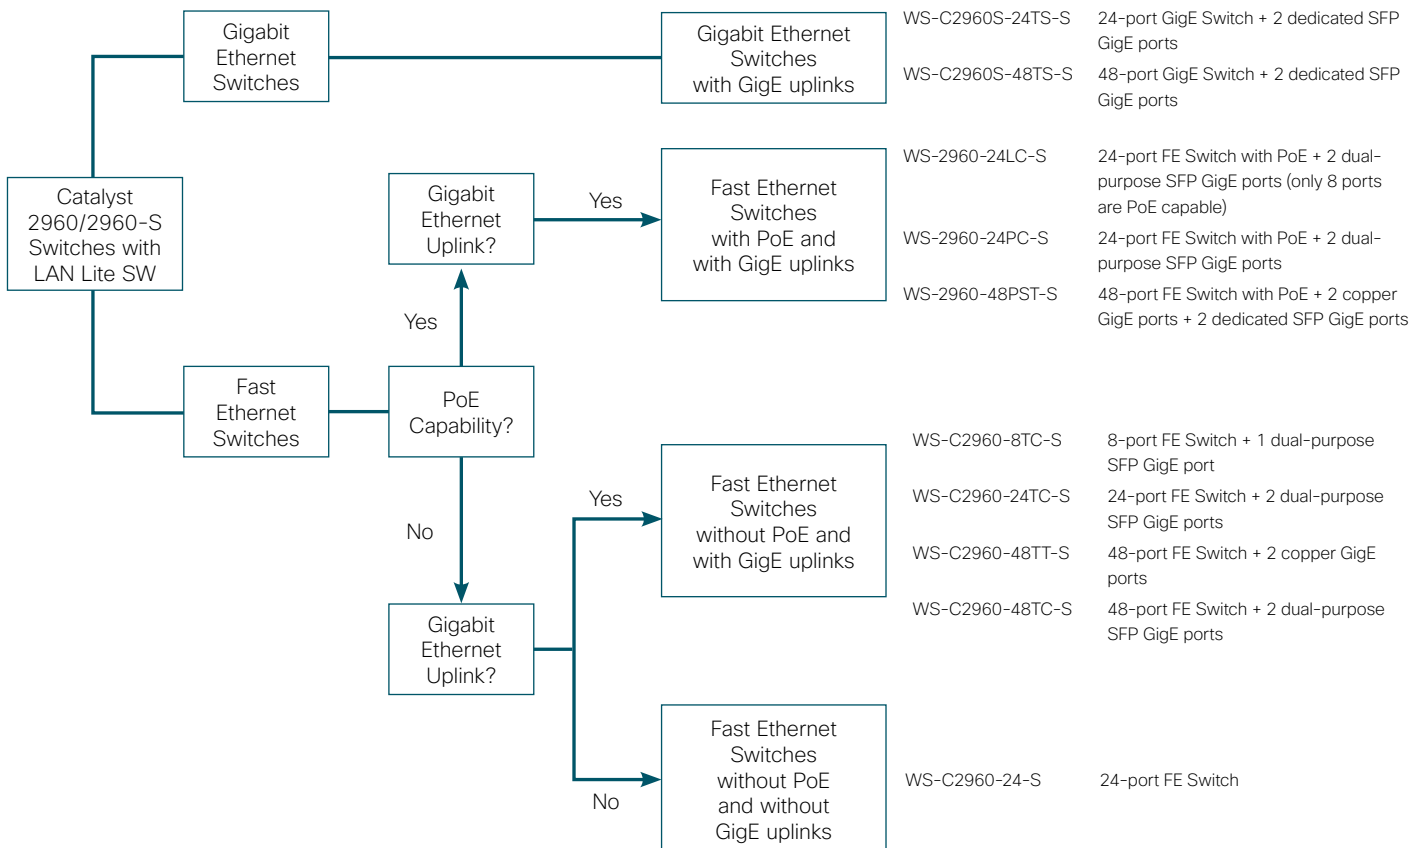 Catalyst
2960/2960-S
Switches with
LAN Lite SW
Gigabit
Ethernet
Switches
Gigabit Ethernet
Switches
with GigE uplinks
WS-C2960S-24TS-S
24-port GigE Switch + 2 dedicated SFP
GigE ports
WS-C2960S-48TS-S
48-port GigE Switch + 2 dedicated SFP
GigE ports
Fast
Ethernet
Switches
PoE
Capability?
Yes
Gigabit
Ethernet
Uplink?
Yes
Fast Ethernet
Switches
with PoE and
with GigE uplinks
WS-2960-24LC-S
24-port FE Switch with PoE + 2 dual-
purpose SFP GigE ports (only 8 ports
are PoE capable)
WS-2960-24PC-S
24-port FE Switch with PoE + 2 dual-
purpose SFP GigE ports
WS-2960-48PST-S
48-port FE Switch with PoE + 2 copper
GigE ports + 2 dedicated SFP GigE ports
No
Gigabit
Ethernet
Uplink?
Yes
Fast Ethernet
Switches
without PoE and
with GigE uplinks
WS-C2960-8TC-S
8-port FE Switch + 1 dual-purpose
SFP GigE port
WS-C2960-24TC-S
24-port FE Switch + 2 dual-purpose
SFP GigE ports
WS-C2960-48TT-S
48-port FE Switch + 2 copper GigE
ports
WS-C2960-48TC-S
48-port FE Switch + 2 dual-purpose
SFP GigE ports
No
Fast Ethernet
Switches
without PoE
and without
GigE uplinks
WS-C2960-24-S
24-port FE Switch